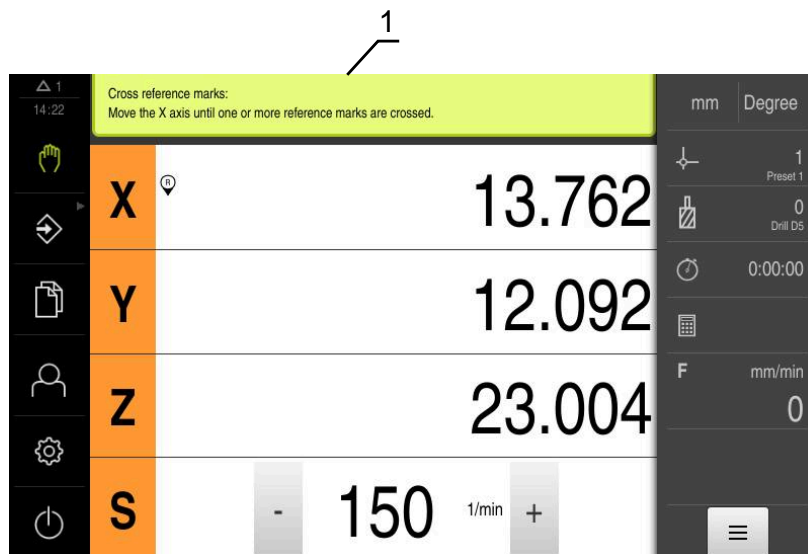 1
1
14:22
Cross reference marks:
Move the X axis until one or more reference marks are crossed.
mm Degree
X R 13.762
1
Preset 1
0
Drill D5
Y 12.092
0:00:00
Z 23.004
F mm/min
0
S - 150 1/min +